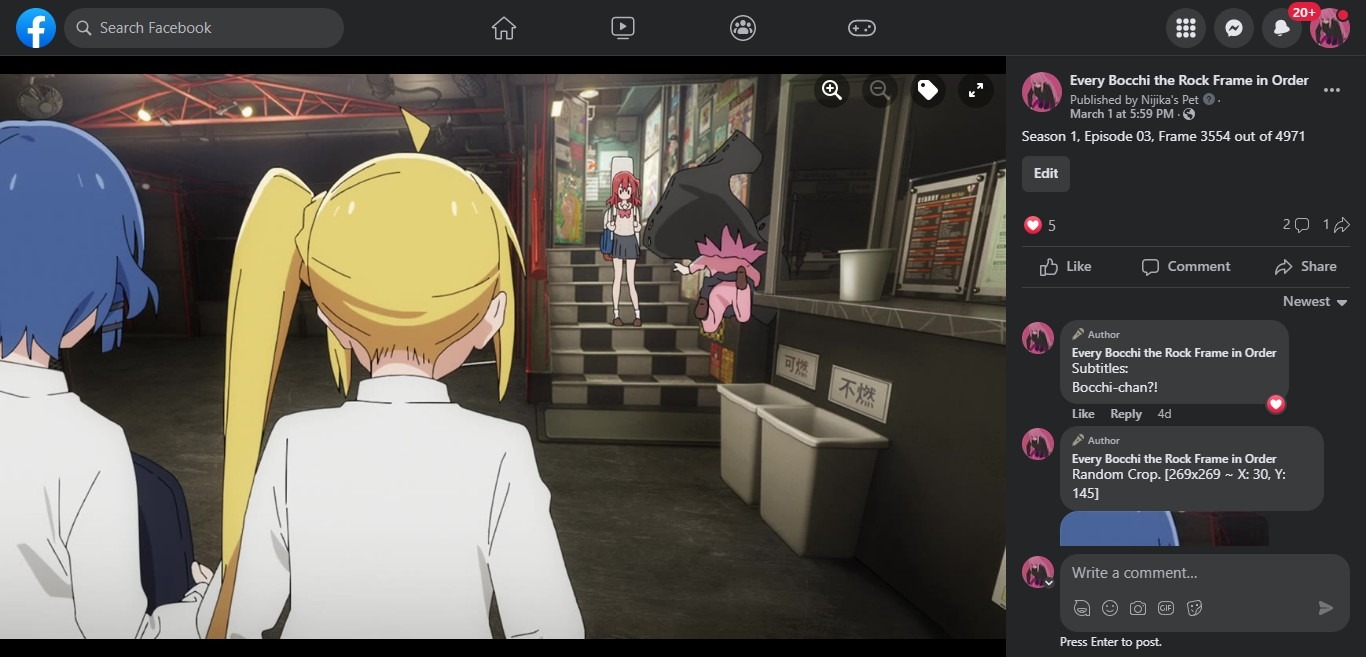 Search Facebook
20+
Every Bocchi the Rock Frame in Order
Published by Nijika's Pet ·
March 1 at 5:59 PM ·
Season 1, Episode 03, Frame 3554 out of 4971
Edit
5
2
1
Like
Comment
Share
Newest
Author
Every Bocchi the Rock Frame in Order
Subtitles:
Bocchi-chan?!
Like Reply 4d
Author
Every Bocchi the Rock Frame in Order
Random Crop. [269x269 ~ X: 30, Y:
145]
Write a comment...
GIF
Press Enter to post.
可燃
不燃